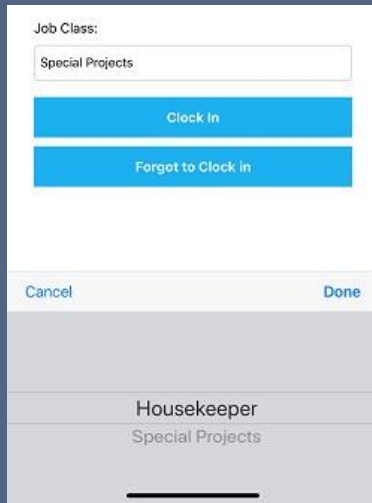 Job Class:
Special Projects
Clock In
Forgot to Clock in
Cancel Done
Housekeeper
Special Projects